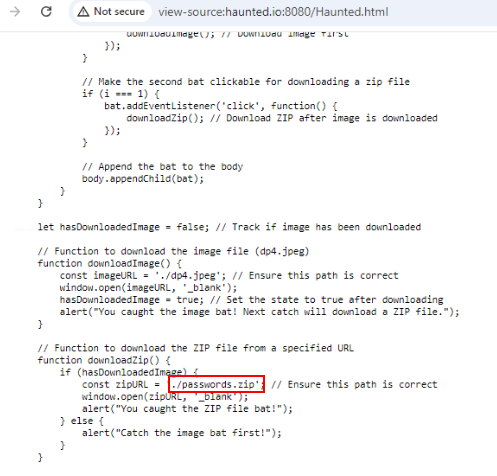 Not secure view-source:haunted.io:8080/Haunted.html
downloadImage(); // Download image first
});
}
// Make the second bat clickable for downloading a zip file
if (i === 1) {
bat.addEventListener('click', function() {
downloadZip(); // Download ZIP after image is downloaded
});
}
// Append the bat to the body
body.appendChild(bat);
}
}
let hasDownloadedImage = false; // Track if image has been downloaded
// Function to download the image file (dp4.jpeg)
function downloadImage() {
const imageURL = './dp4.jpeg'; // Ensure this path is correct
window.open(imageURL, '_blank');
hasDownloadedImage = true; // Set the state to true after downloading
alert("You caught the image bat! Next catch will download a ZIP file.");
}
// Function to download the ZIP file from a specified URL
function downloadZip() {
if (hasDownloadedImage) {
const zipURL = './passwords.zip'; // Ensure this path is correct
window.open(zipURL, '_blank');
alert("You caught the ZIP file bat!");
} else {
alert("Catch the image bat first!");
}
}